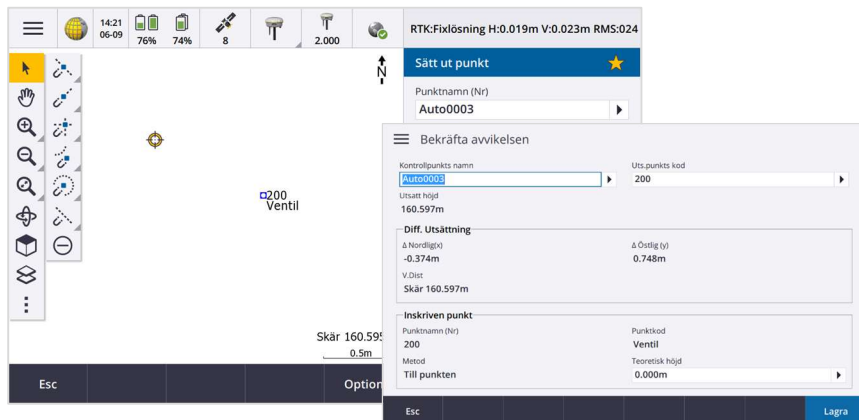 14:21
06-09
76%
74%
8
2.000
RTK:Fixlösning H:0.019m V:0.023m RMS:024
Sätt ut punkt
Punktnamn (Nr)
Auto0003
N
200
Ventil
Skär 160.595
0.5m
Esc
Option
Bekräfta avvikelsen
Kontrollpunkts namn
Uts.punkts kod
Auto0003
200
Utsatt höjd
160.597m
Diff. Utsättning
Δ Nordlig(x)
Δ Östlig (y)
-0.374m
0.748m
V.Dist
Skär 160.597m
Inskriven punkt
Punktnamn (Nr)
Punktkod
200
Ventil
Metod
Teoretisk höjd
Till punkten
0.000m
Esc
Lagra